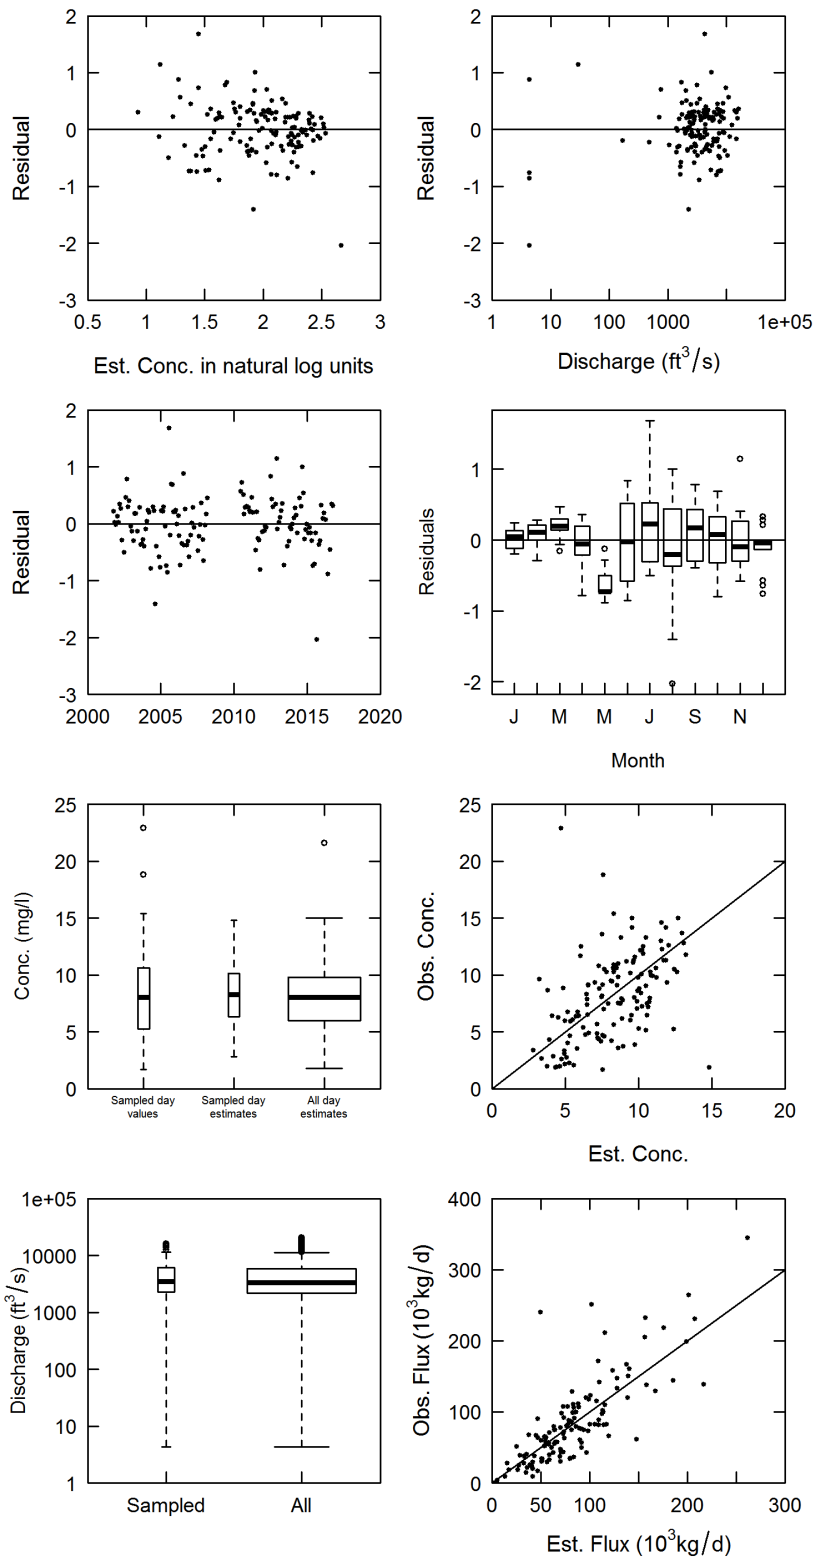 2
1
0
-1
-2
-3
Residual
0.5 1 1.5 2 2.5 3
Est. Conc. in natural log units
2
1
0
-1
-2
-3
Residual
1 10 100 1000 1e+05
Discharge (ft³/s)
2
1
0
-1
-2
-3
Residual
2000 2005 2010 2015 2020
1
0
-1
-2
Residuals
J M M J S N
Month
25
20
15
10
5
0
Conc. (mg/l)
Sampled day values
Sampled day estimates
All day estimates
25
20
15
10
5
0
Obs. Conc.
0 5 10 15 20
Est. Conc.
1e+05
10000
1000
100
10
1
Discharge (ft³/s)
Sampled All
400
300
200
100
0
Obs. Flux (10³kg/d)
0 50 100 200 300
Est. Flux (10³kg/d)